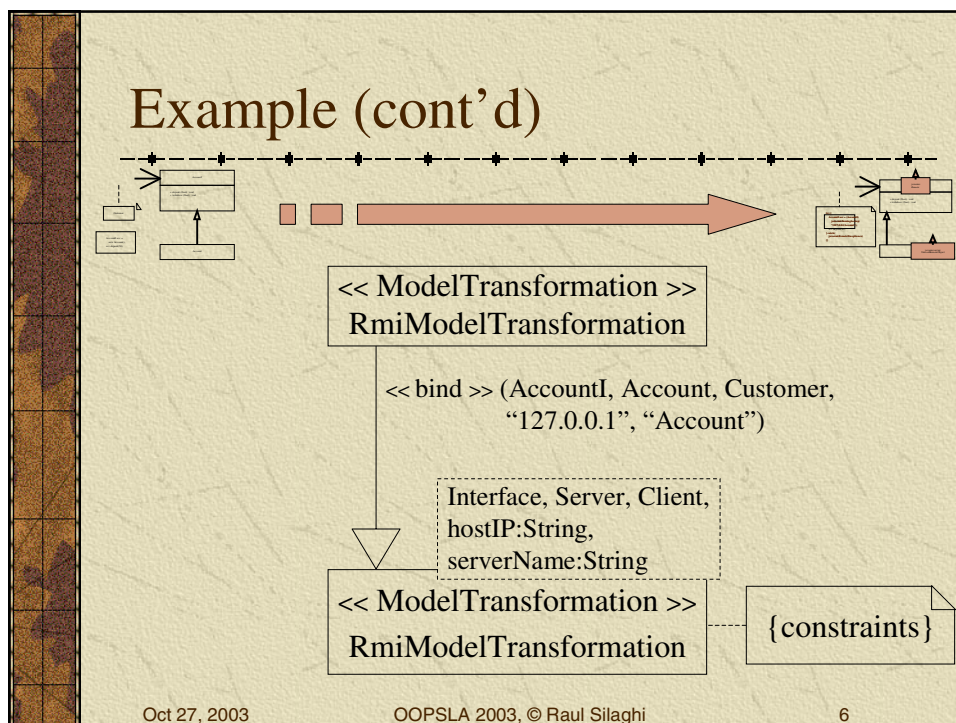 Example (cont’d)
<< ModelTransformation >>
RmiModelTransformation
<< bind >> (AccountI, Account, Customer,
“127.0.0.1”, “Account”)
Interface, Server, Client,
hostIP:String,
serverName:String
<< ModelTransformation >>
RmiModelTransformation
{constraints}
Oct 27, 2003
OOPSLA 2003, © Raul Silaghi
6